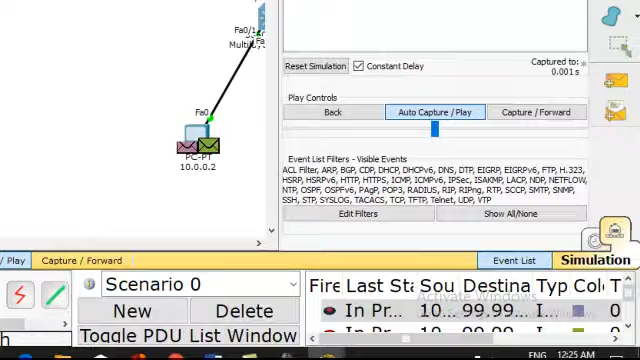 Fa0/1
Fa
Multil
Fa0
PC-PT
10.0.0.2
Reset Simulation
Constant Delay
Captured to:
0.001 s
Play Controls
Back
Auto Capture / Play
Capture / Forward
Event List Filters - Visible Events
ACL Filter, ARP, BGP, CDP, DHCP, DHCPv6, DNS, DTP, EIGRP, EIGRPv6, FTP, H.323,
HSRP, HSRPv6, HTTP, HTTPS, ICMP, ICMPv6, IPSec, ISAKMP, LACP, NDP, NETFLOW,
NTP, OSPF, OSPFv6, PAgP, POP3, RADIUS, RIP, RIPng, RTP, SCCP, SMTP, SNMP,
SSH, STP, SYSLOG, TACACS, TCP, TFTP, Telnet, UDP, VTP
Edit Filters
Show All/None
/ Play
Capture / Forward
Event List
Simulation
Scenario 0
New
Delete
Toggle PDU List Window
Fire Last Sta Sou Destina Typ Colo T
Activate Windows
In Pr... 10... 99.99... I... 0
In Pr... 10... 99.99... I... 0
ENG
12:25 AM